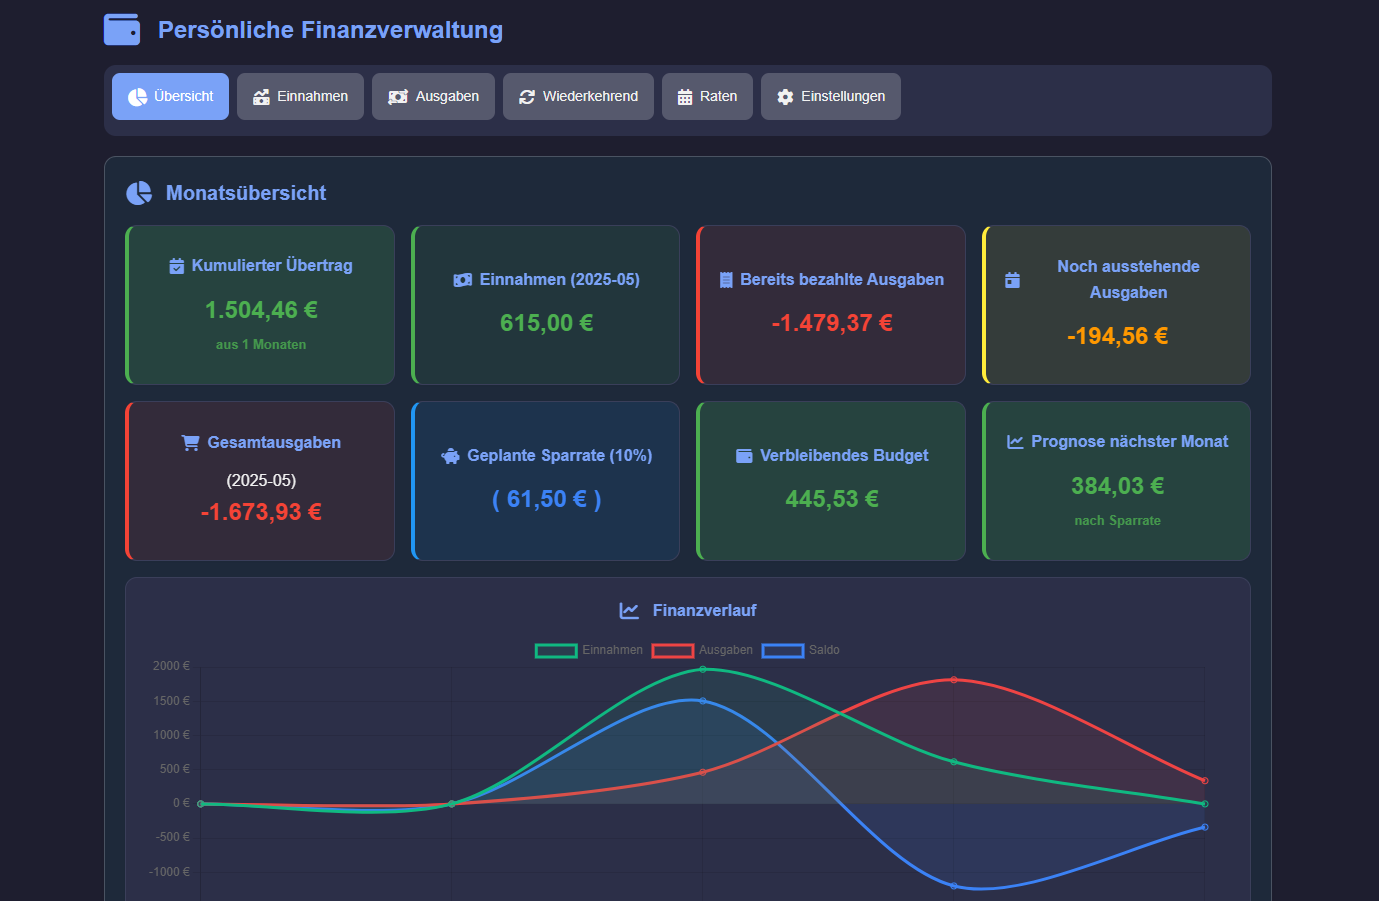 Persönliche Finanzverwaltung
Übersicht
Einnahmen
Ausgaben
Wiederkehrend
Raten
Einstellungen
Monatsübersicht
Kumulierter Übertrag
1.504,46 €
aus 1 Monaten
Einnahmen (2025-05)
615,00 €
Bereits bezahlte Ausgaben
-1.479,37 €
Noch ausstehende
Ausgaben
-194,56 €
Gesamtausgaben
(2025-05)
-1.673,93 €
Geplante Sparrate (10%)
( 61,50 € )
Verbleibendes Budget
445,53 €
Prognose nächster Monat
384,03 €
nach Sparrate
Finanzverlauf
Einnahmen
Ausgaben
Saldo
2000 €
1500 €
1000 €
500 €
0 €
-500 €
-1000 €